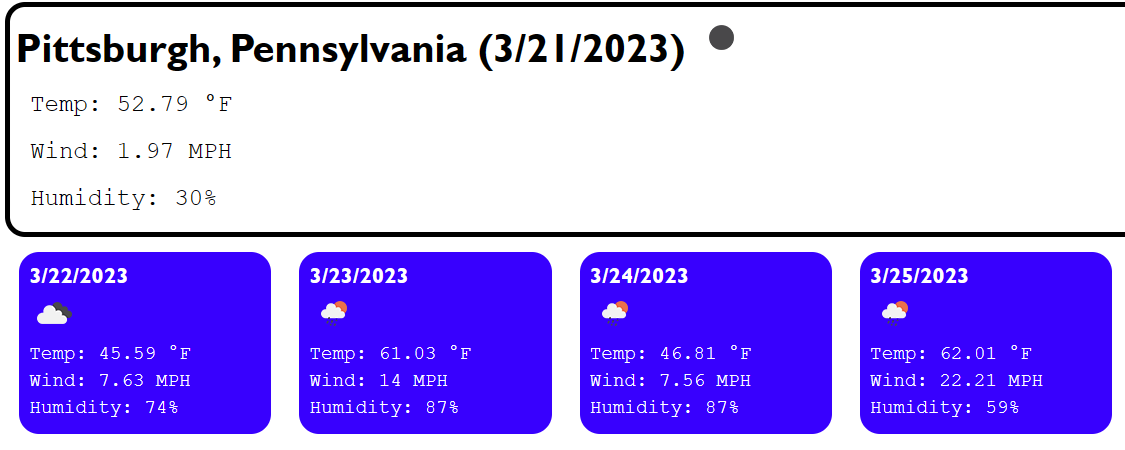 Pittsburgh, Pennsylvania (3/21/2023)
Temp: 52.79 °F
Wind: 1.97 MPH
Humidity: 30%
3/22/2023
Temp: 45.59 °F
Wind: 7.63 MPH
Humidity: 74%
3/23/2023
Temp: 61.03 °F
Wind: 14 MPH
Humidity: 87%
3/24/2023
Temp: 46.81 °F
Wind: 7.56 MPH
Humidity: 87%
3/25/2023
Temp: 62.01 °F
Wind: 22.21 MPH
Humidity: 59%